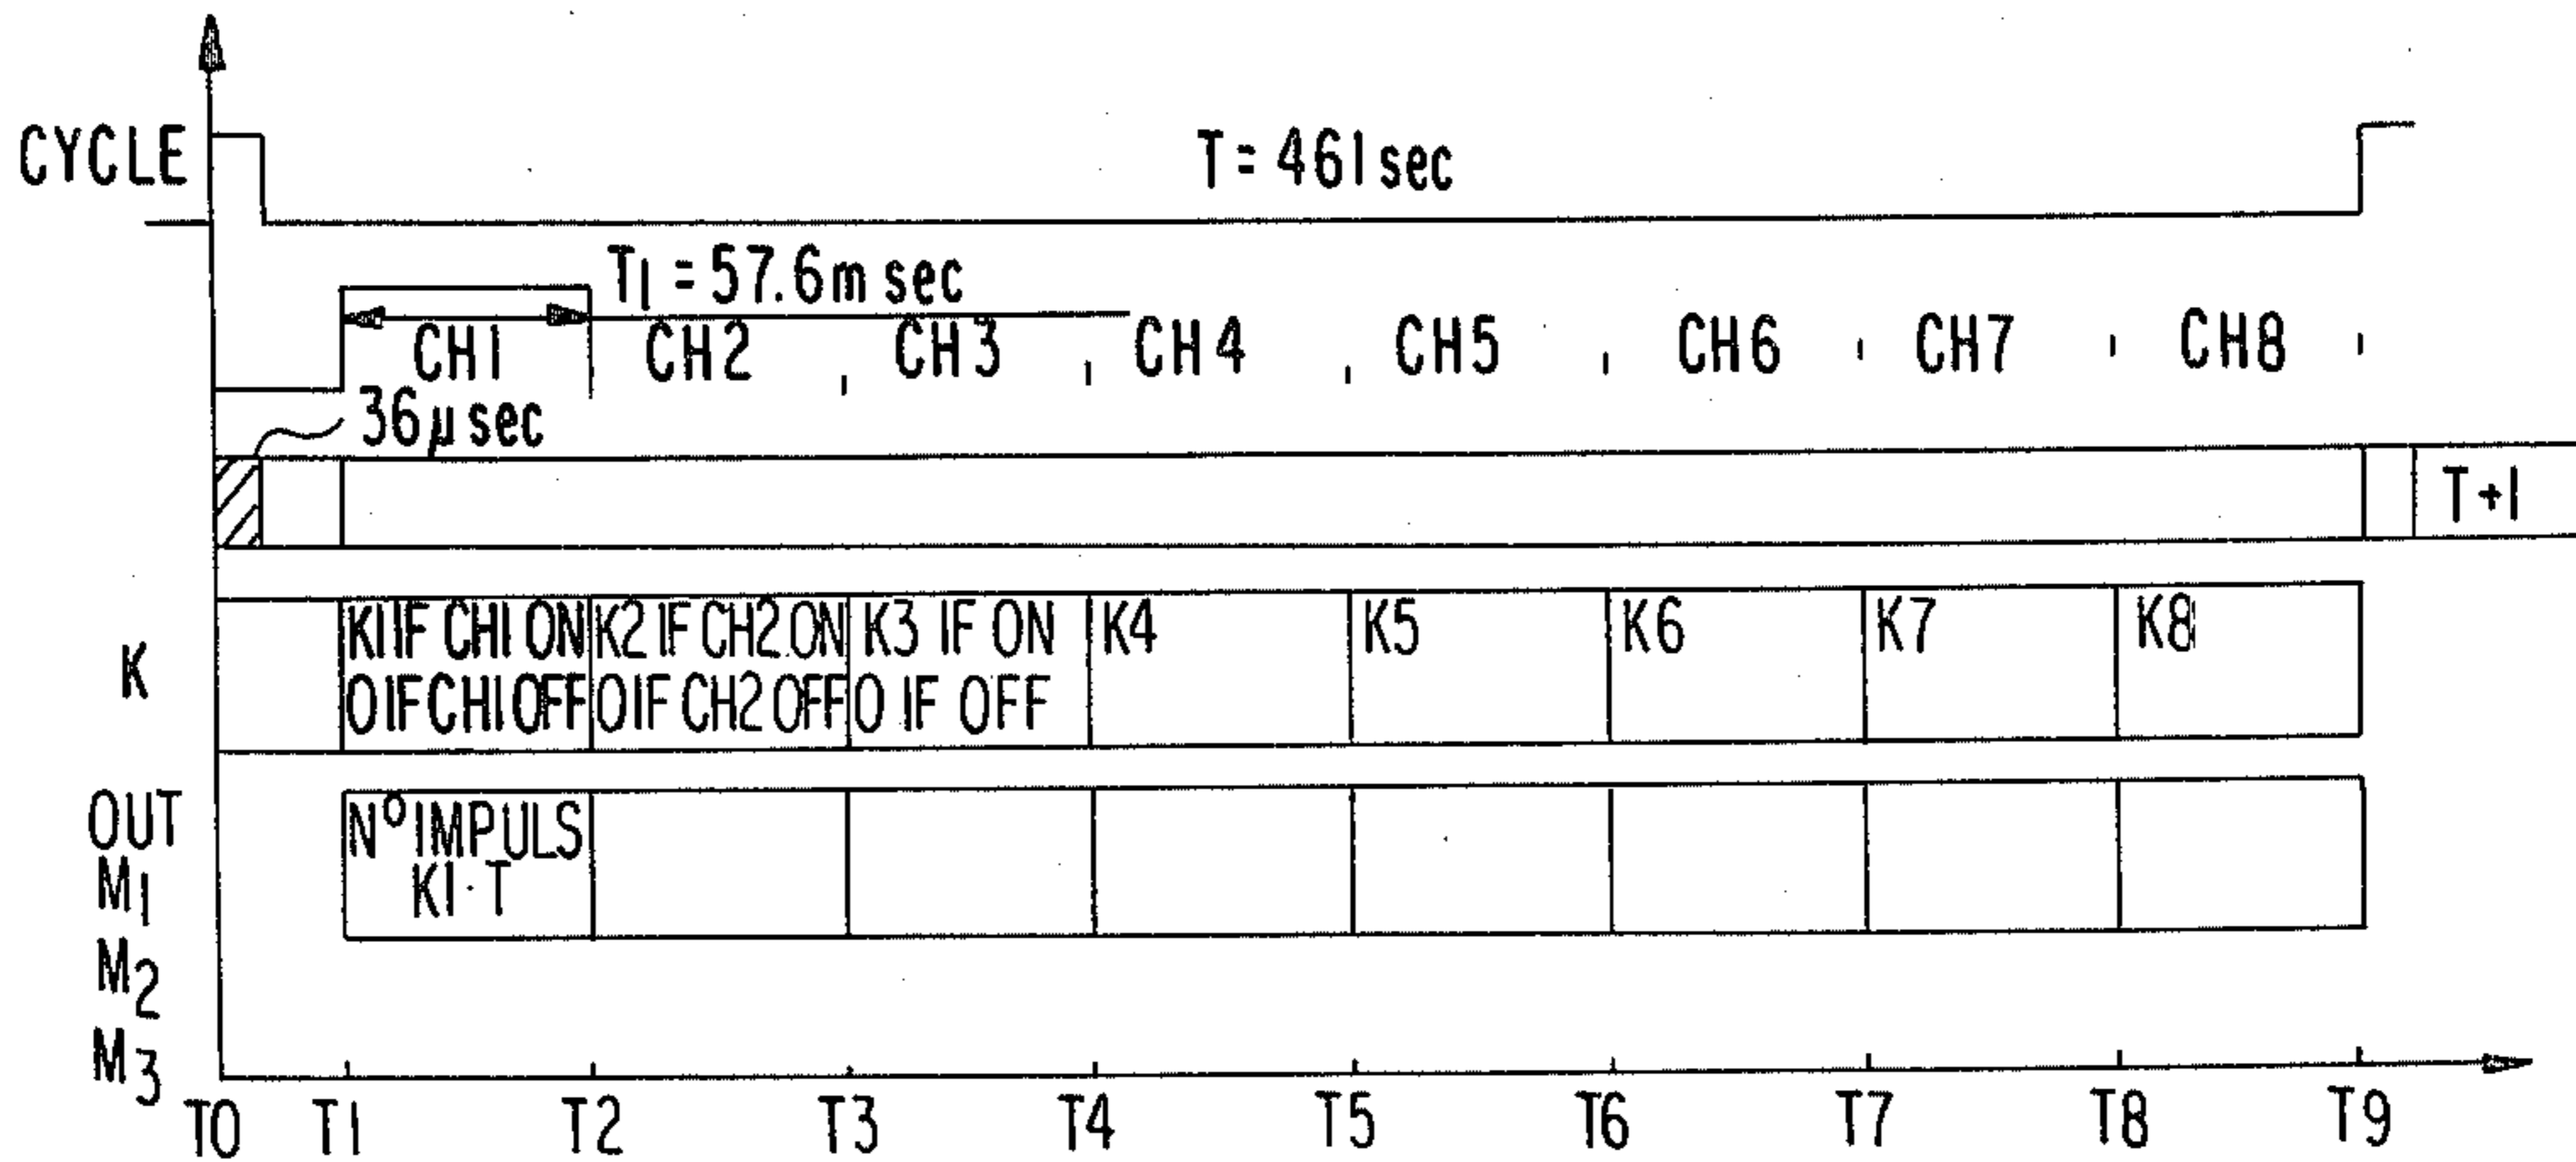 CYCLE
T = 461 sec
T1 = 57.6 m sec
CH1 CH2 CH3 CH4 CH5 CH6 CH7 CH8
36 μ sec
T+1
K
K1 IF CH1 ON K2 IF CH2 ON K3 IF ON K4 K5 K6 K7 K8
0 IF CH1 OFF 0 IF CH2 OFF 0 IF OFF
OUT
M1
N° IMPULS
K1·T
M2
M3
T0 T1 T2 T3 T4 T5 T6 T7 T8 T9